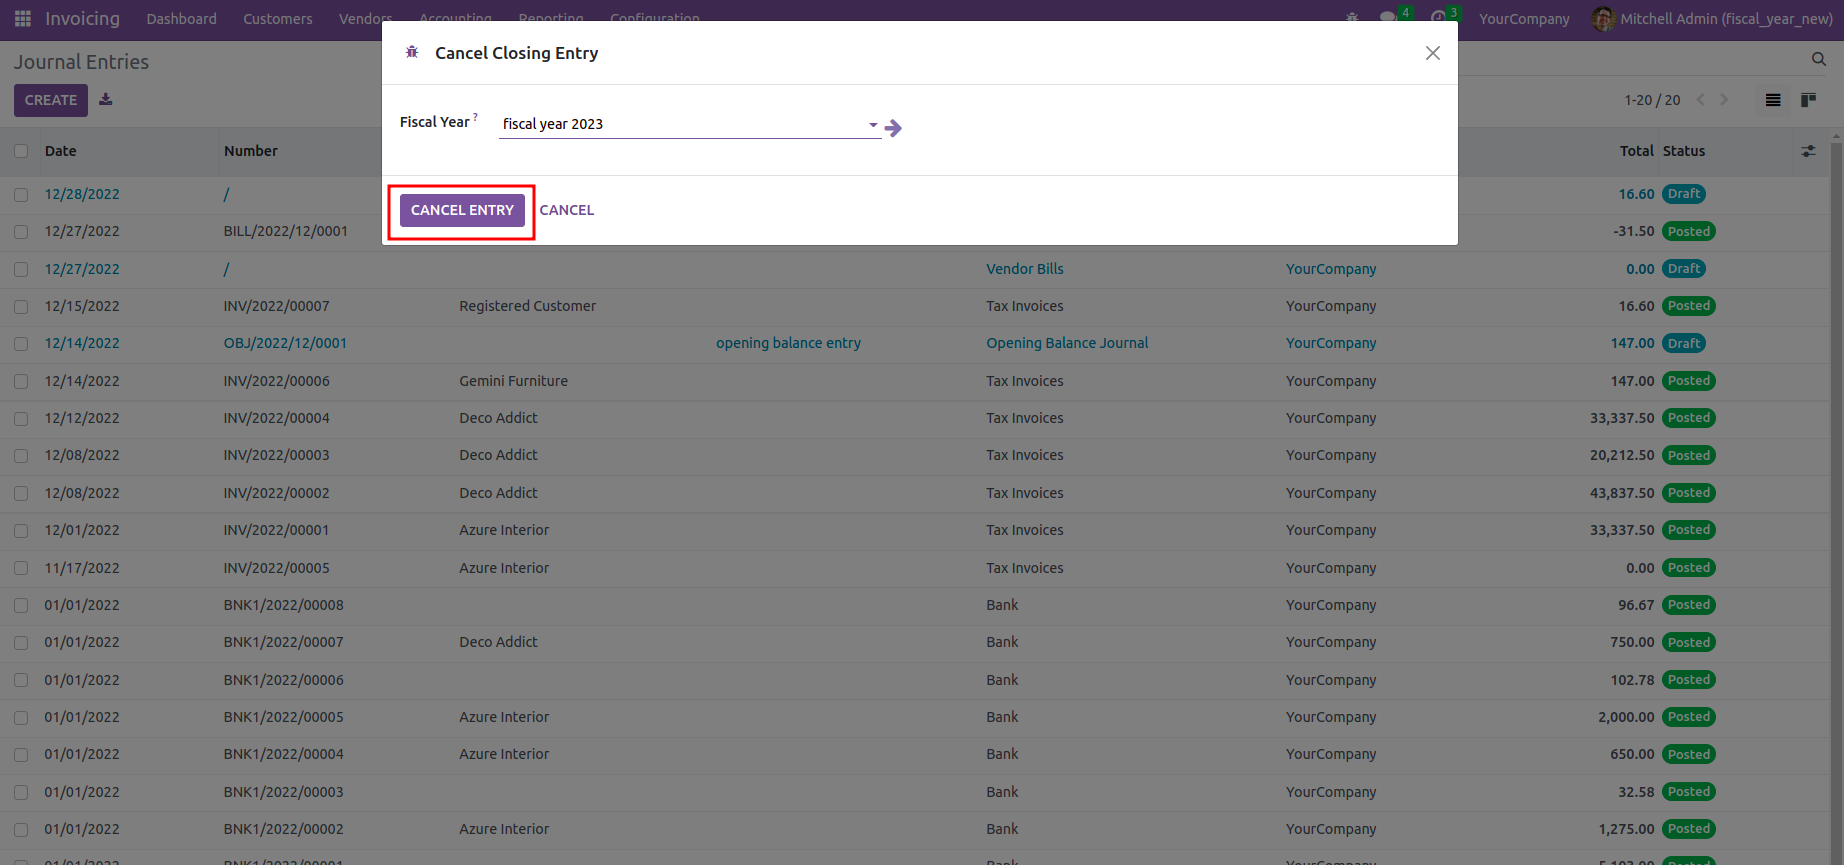 Invoicing Dashboard Customers Vendors Accounting Reporting Configuration 4 3 YourCompany Mitchell Admin (fiscal_year_new)
Cancel Closing Entry
Journal Entries
CREATE
1-20 / 20
Fiscal Year ? fiscal year 2023
CANCEL ENTRY CANCEL
Date Number Total Status
12/28/2022 / 16.60 Draft
12/27/2022 BILL/2022/12/0001 -31.50 Posted
12/27/2022 / Vendor Bills YourCompany 0.00 Draft
12/15/2022 INV/2022/00007 Registered Customer Tax Invoices YourCompany 16.60 Posted
12/14/2022 OBJ/2022/12/0001 opening balance entry Opening Balance Journal YourCompany 147.00 Draft
12/14/2022 INV/2022/00006 Gemini Furniture Tax Invoices YourCompany 147.00 Posted
12/12/2022 INV/2022/00004 Deco Addict Tax Invoices YourCompany 33,337.50 Posted
12/08/2022 INV/2022/00003 Deco Addict Tax Invoices YourCompany 20,212.50 Posted
12/08/2022 INV/2022/00002 Deco Addict Tax Invoices YourCompany 43,837.50 Posted
12/01/2022 INV/2022/00001 Azure Interior Tax Invoices YourCompany 33,337.50 Posted
11/17/2022 INV/2022/00005 Azure Interior Tax Invoices YourCompany 0.00 Posted
01/01/2022 BNK1/2022/00008 Bank YourCompany 96.67 Posted
01/01/2022 BNK1/2022/00007 Deco Addict Bank YourCompany 750.00 Posted
01/01/2022 BNK1/2022/00006 Bank YourCompany 102.78 Posted
01/01/2022 BNK1/2022/00005 Azure Interior Bank YourCompany 2,000.00 Posted
01/01/2022 BNK1/2022/00004 Azure Interior Bank YourCompany 650.00 Posted
01/01/2022 BNK1/2022/00003 Bank YourCompany 32.58 Posted
01/01/2022 BNK1/2022/00002 Azure Interior Bank YourCompany 1,275.00 Posted
01/01/2022 Bank YourCompany Posted